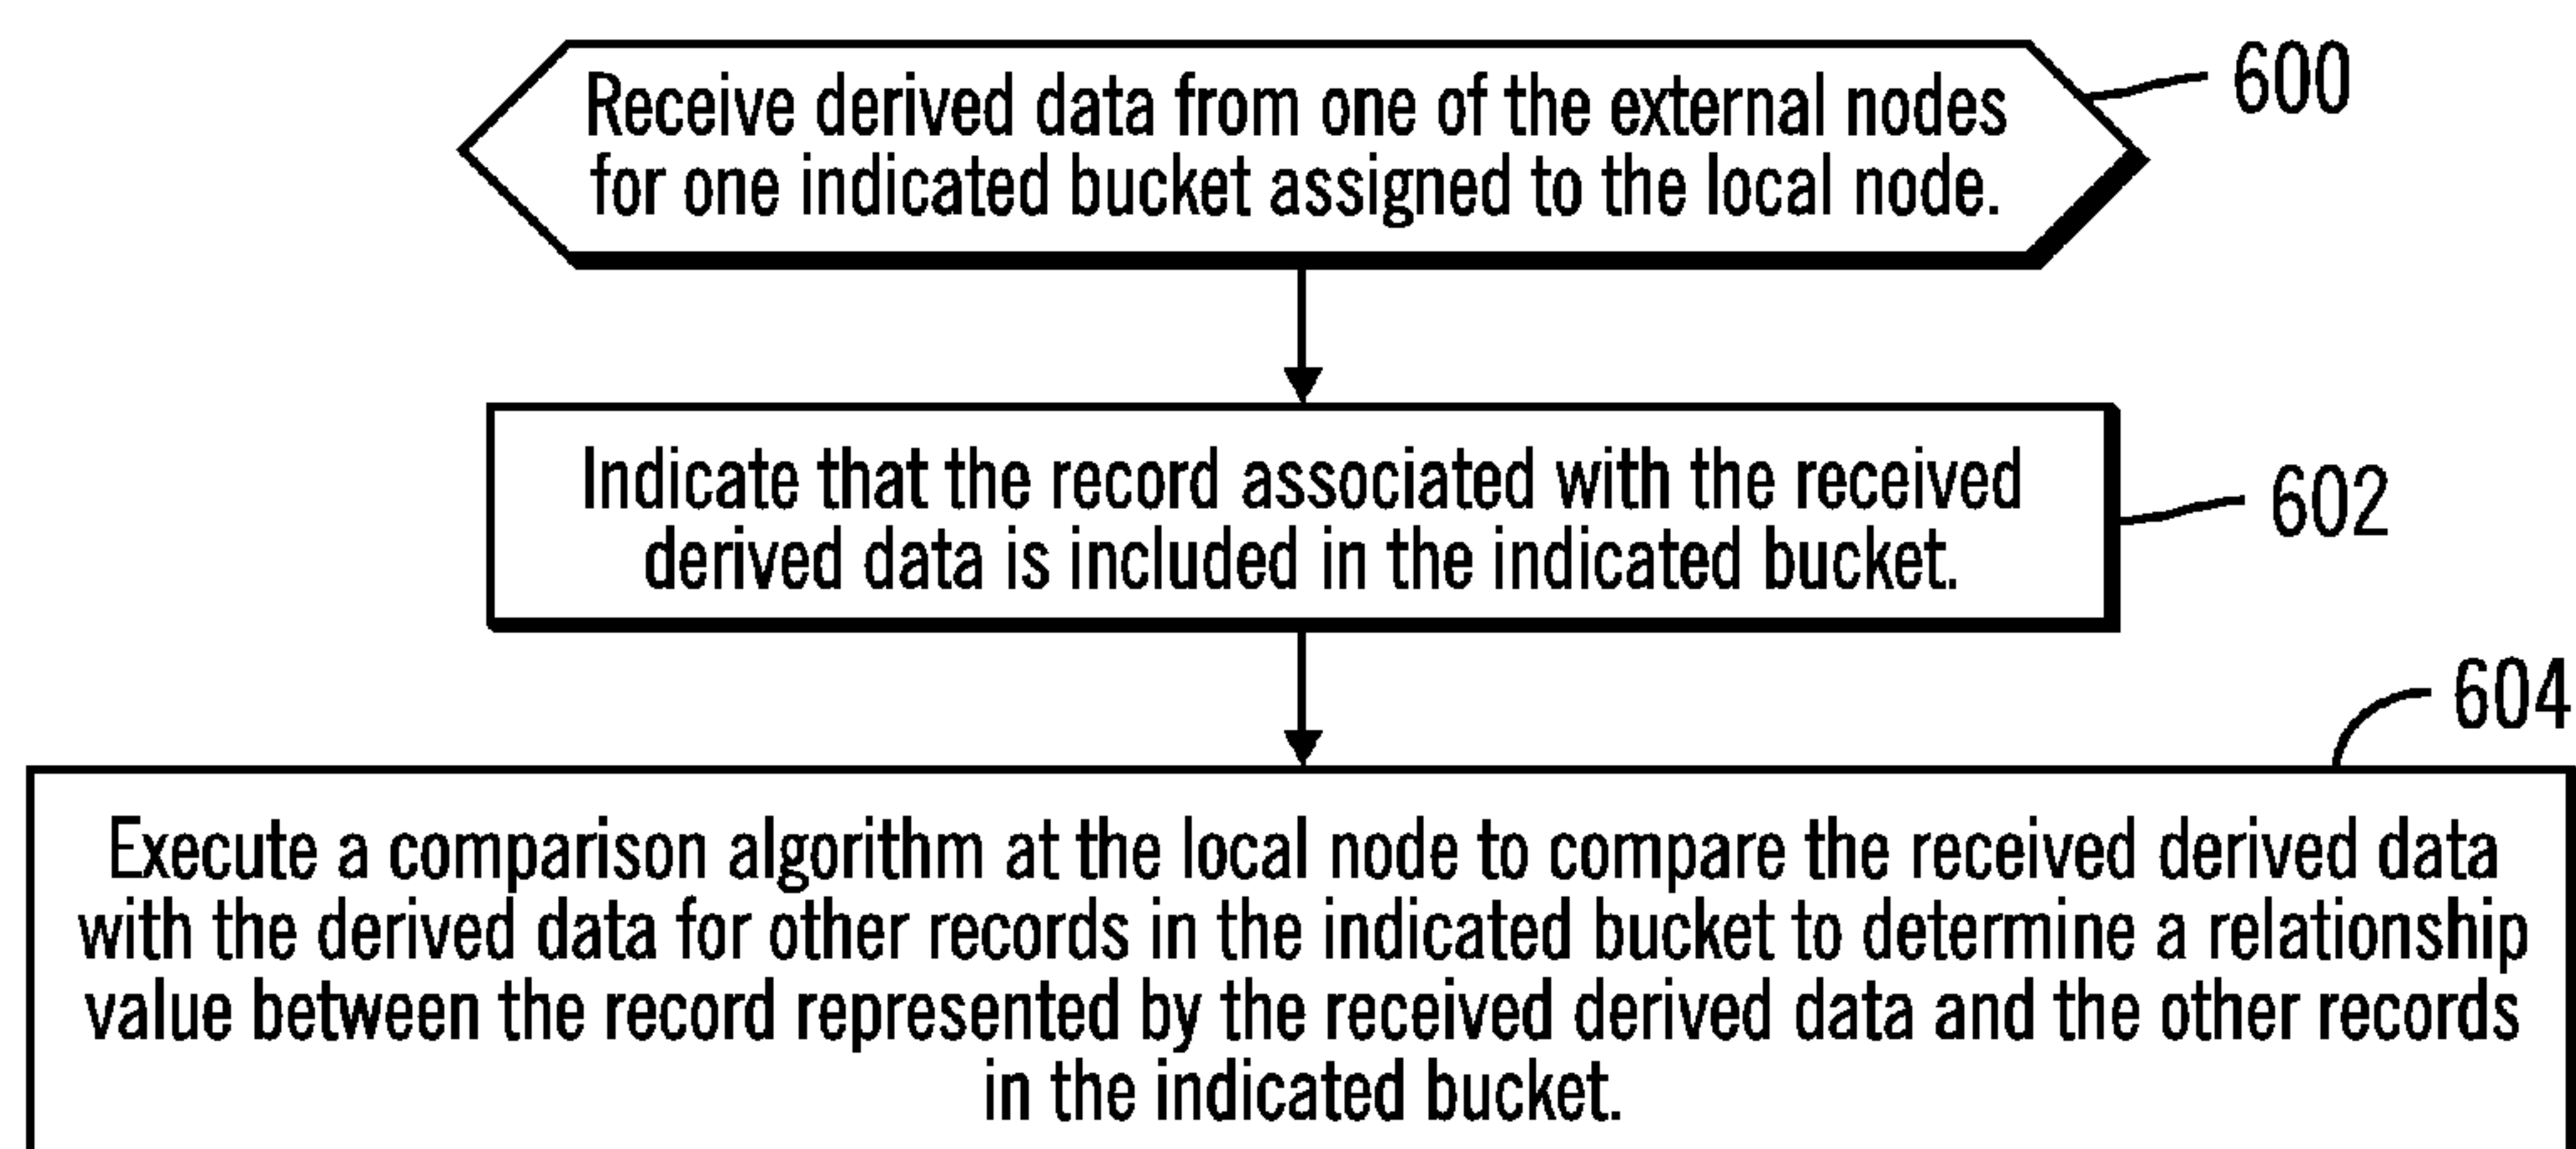 Receive derived data from one of the external nodes
for one indicated bucket assigned to the local node.
600
Indicate that the record associated with the received
derived data is included in the indicated bucket.
602
604
Execute a comparison algorithm at the local node to compare the received derived data
with the derived data for other records in the indicated bucket to determine a relationship
value between the record represented by the received derived data and the other records
in the indicated bucket.